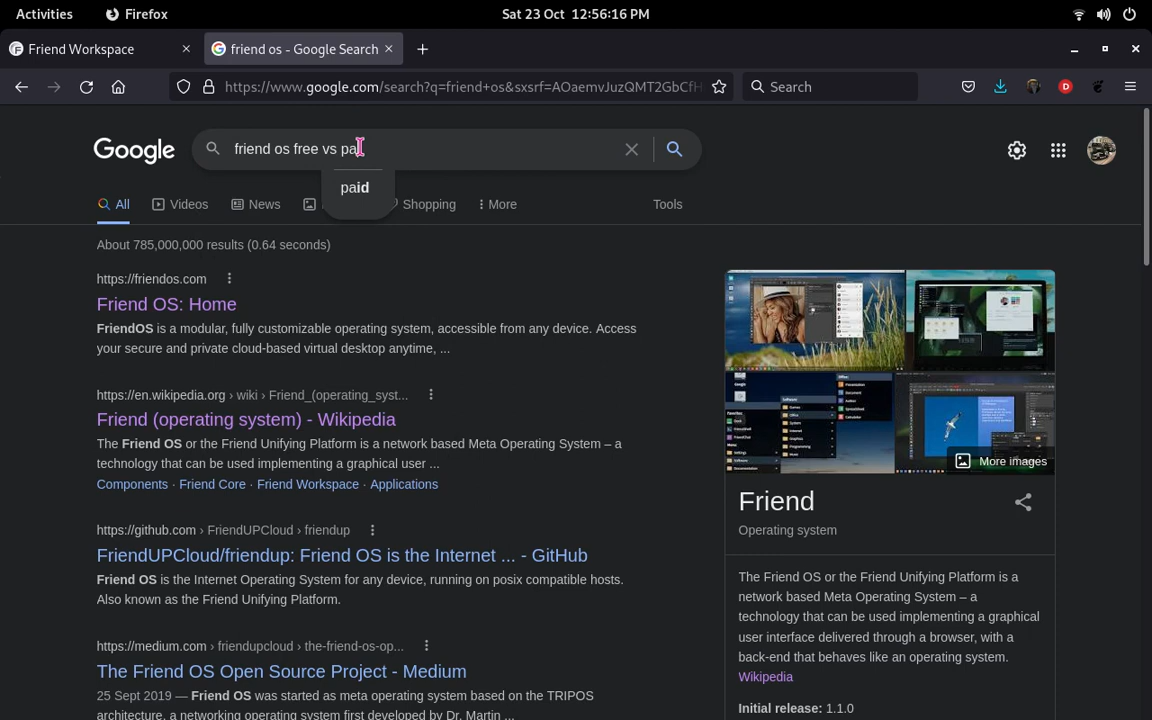 Activities Firefox Sat 23 Oct 12:56:16 PM
Friend Workspace friend os - Google Search
https://www.google.com/search?q=friend+os&sxsrf=AOaemvJuzQMT2GbCfH Search
Google friend os free vs pa
paid
All Videos News Shopping More Tools
About 785,000,000 results (0.64 seconds)
https://friendos.com
Friend OS: Home
FriendOS is a modular, fully customizable operating system, accessible from any device. Access
your secure and private cloud-based virtual desktop anytime, ...
https://en.wikipedia.org › wiki › Friend_(operating_syst...
Friend (operating system) - Wikipedia
The Friend OS or the Friend Unifying Platform is a network based Meta Operating System – a
technology that can be used implementing a graphical user ...
Components · Friend Core · Friend Workspace · Applications
https://github.com › FriendUPCloud › friendup
FriendUPCloud/friendup: Friend OS is the Internet ... - GitHub
Friend OS is the Internet Operating System for any device, running on posix compatible hosts.
Also known as the Friend Unifying Platform.
https://medium.com › friendupcloud › the-friend-os-op...
The Friend OS Open Source Project - Medium
25 Sept 2019 — Friend OS was started as meta operating system based on the TRIPOS
architecture, a networking operating system first developed by Dr. Martin ...
More images
Friend
Operating system
The Friend OS or the Friend Unifying Platform is a
network based Meta Operating System – a
technology that can be used implementing a graphical
user interface delivered through a browser, with a
back-end that behaves like an operating system.
Wikipedia
Initial release: 1.1.0